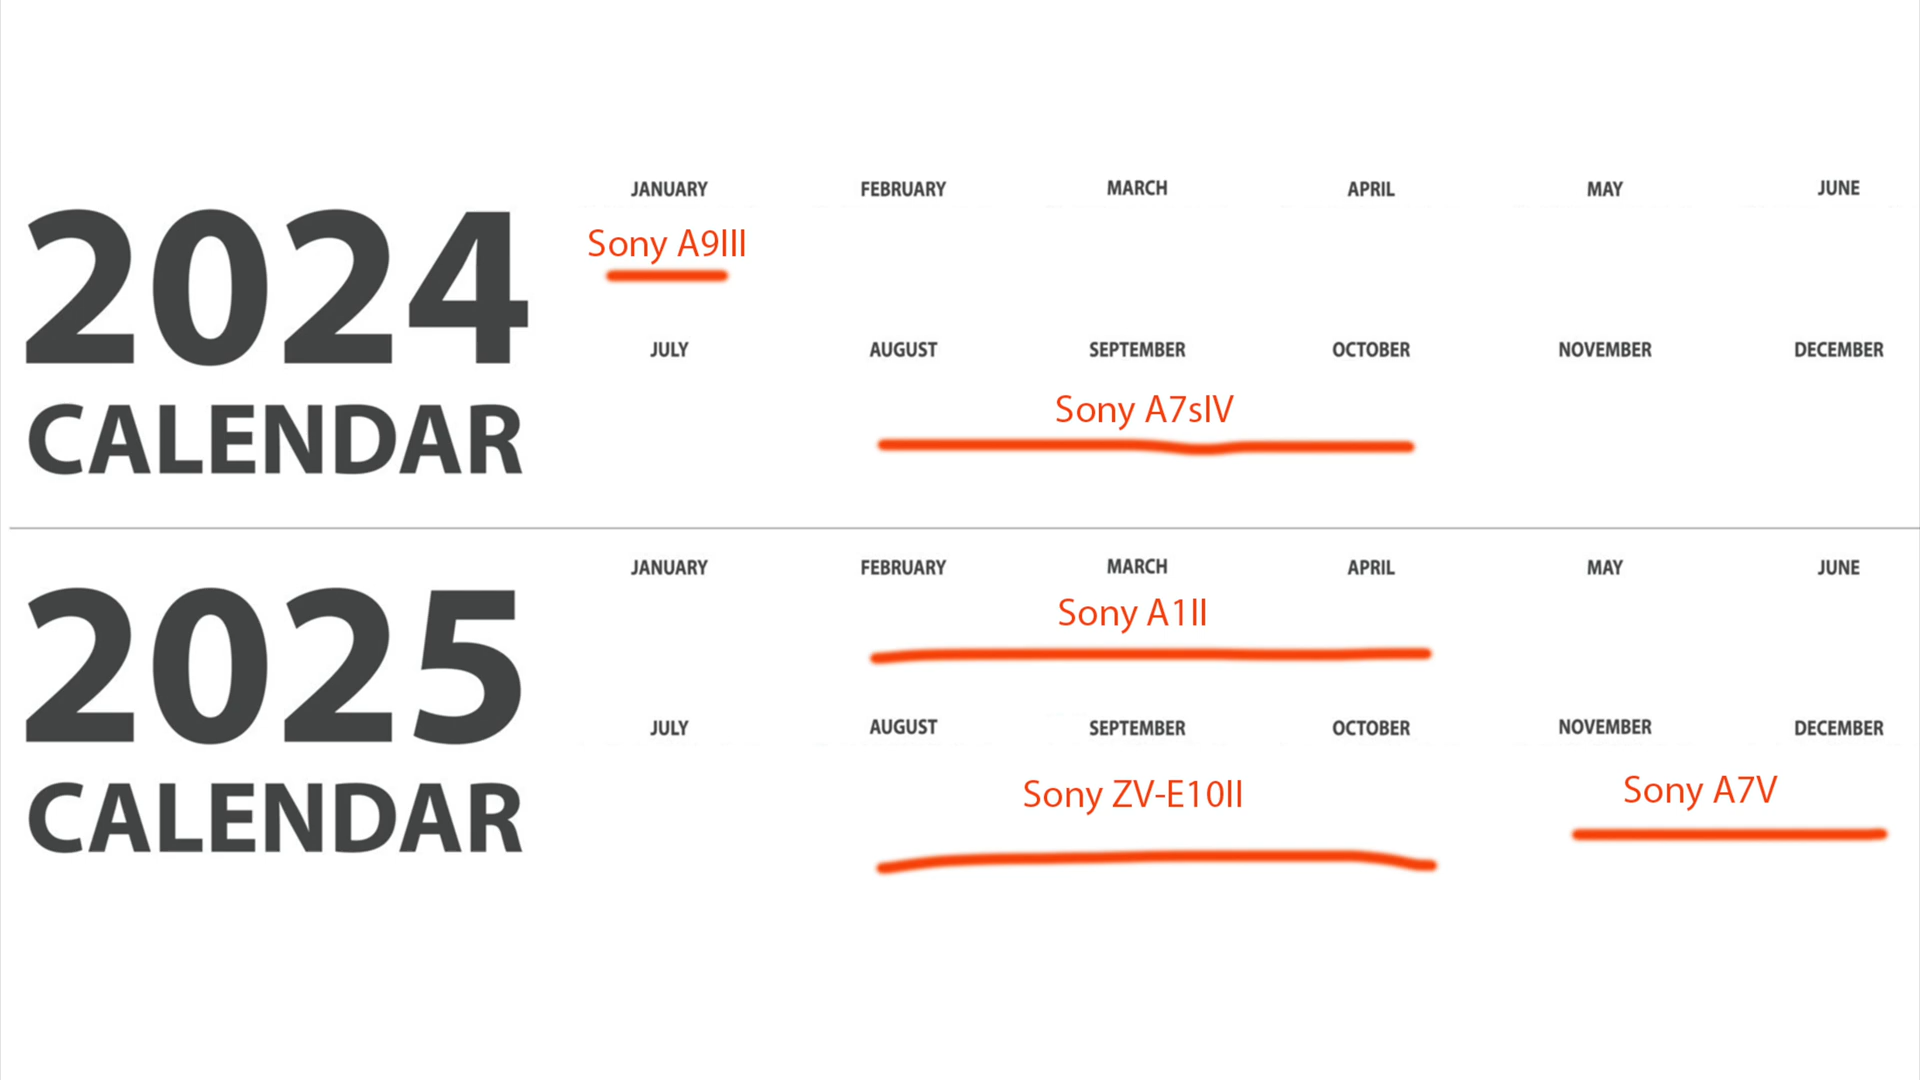 2024
CALENDAR
JANUARY FEBRUARY MARCH APRIL MAY JUNE
Sony A9III
JULY AUGUST SEPTEMBER OCTOBER NOVEMBER DECEMBER
Sony A7sIV
2025
CALENDAR
JANUARY FEBRUARY MARCH APRIL MAY JUNE
Sony A1II
JULY AUGUST SEPTEMBER OCTOBER NOVEMBER DECEMBER
Sony ZV-E10II Sony A7V